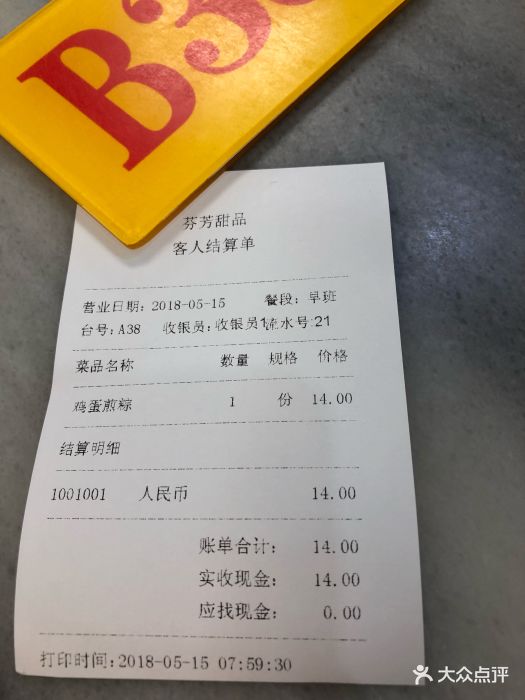 芬芳甜品
客人结算单
营业日期：2018-05-15 餐段：早班
台号：A38 收银员：收银员1流水号:21
菜品名称 数量 规格 价格
鸡蛋煎粽 1 份 14.00
结算明细
1001001 人民币 14.00
账单合计： 14.00
实收现金： 14.00
应找现金： 0.00
打印时间：2018-05-15 07:59:30
大众点评